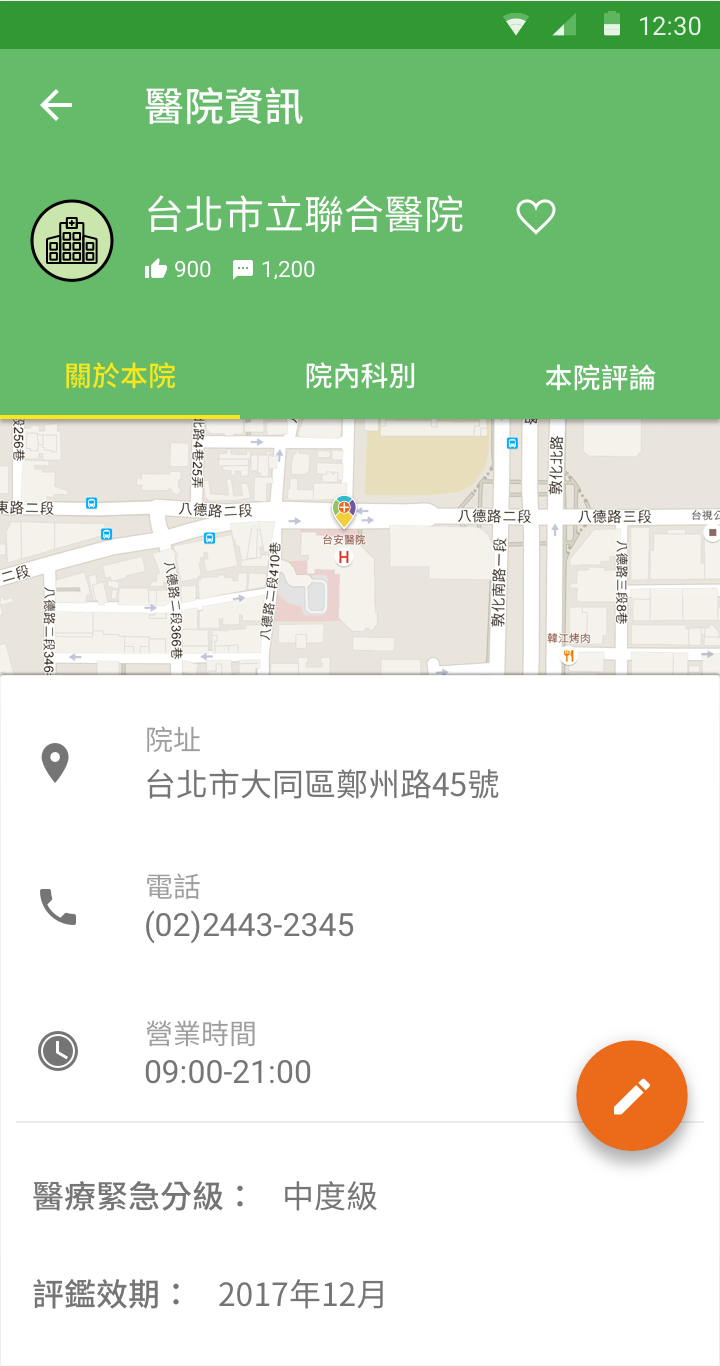 12:30
醫院資訊
台北市立聯合醫院
900 1,200
關於本院 院內科別 本院評論
段256巷
北路4巷25弄
敦化北路
東路二段
八德路二段
八德路二段
八德路三段
台視公
台安醫院
H
二段
八德路二段346巷
八德路二段366巷
八德路二段410巷
敦化南路一段
八德路三段8巷
韓江烤肉
院址
台北市大同區鄭州路45號
電話
(02)2443-2345
營業時間
09:00-21:00
醫療緊急分級： 中度級
評鑑效期： 2017年12月